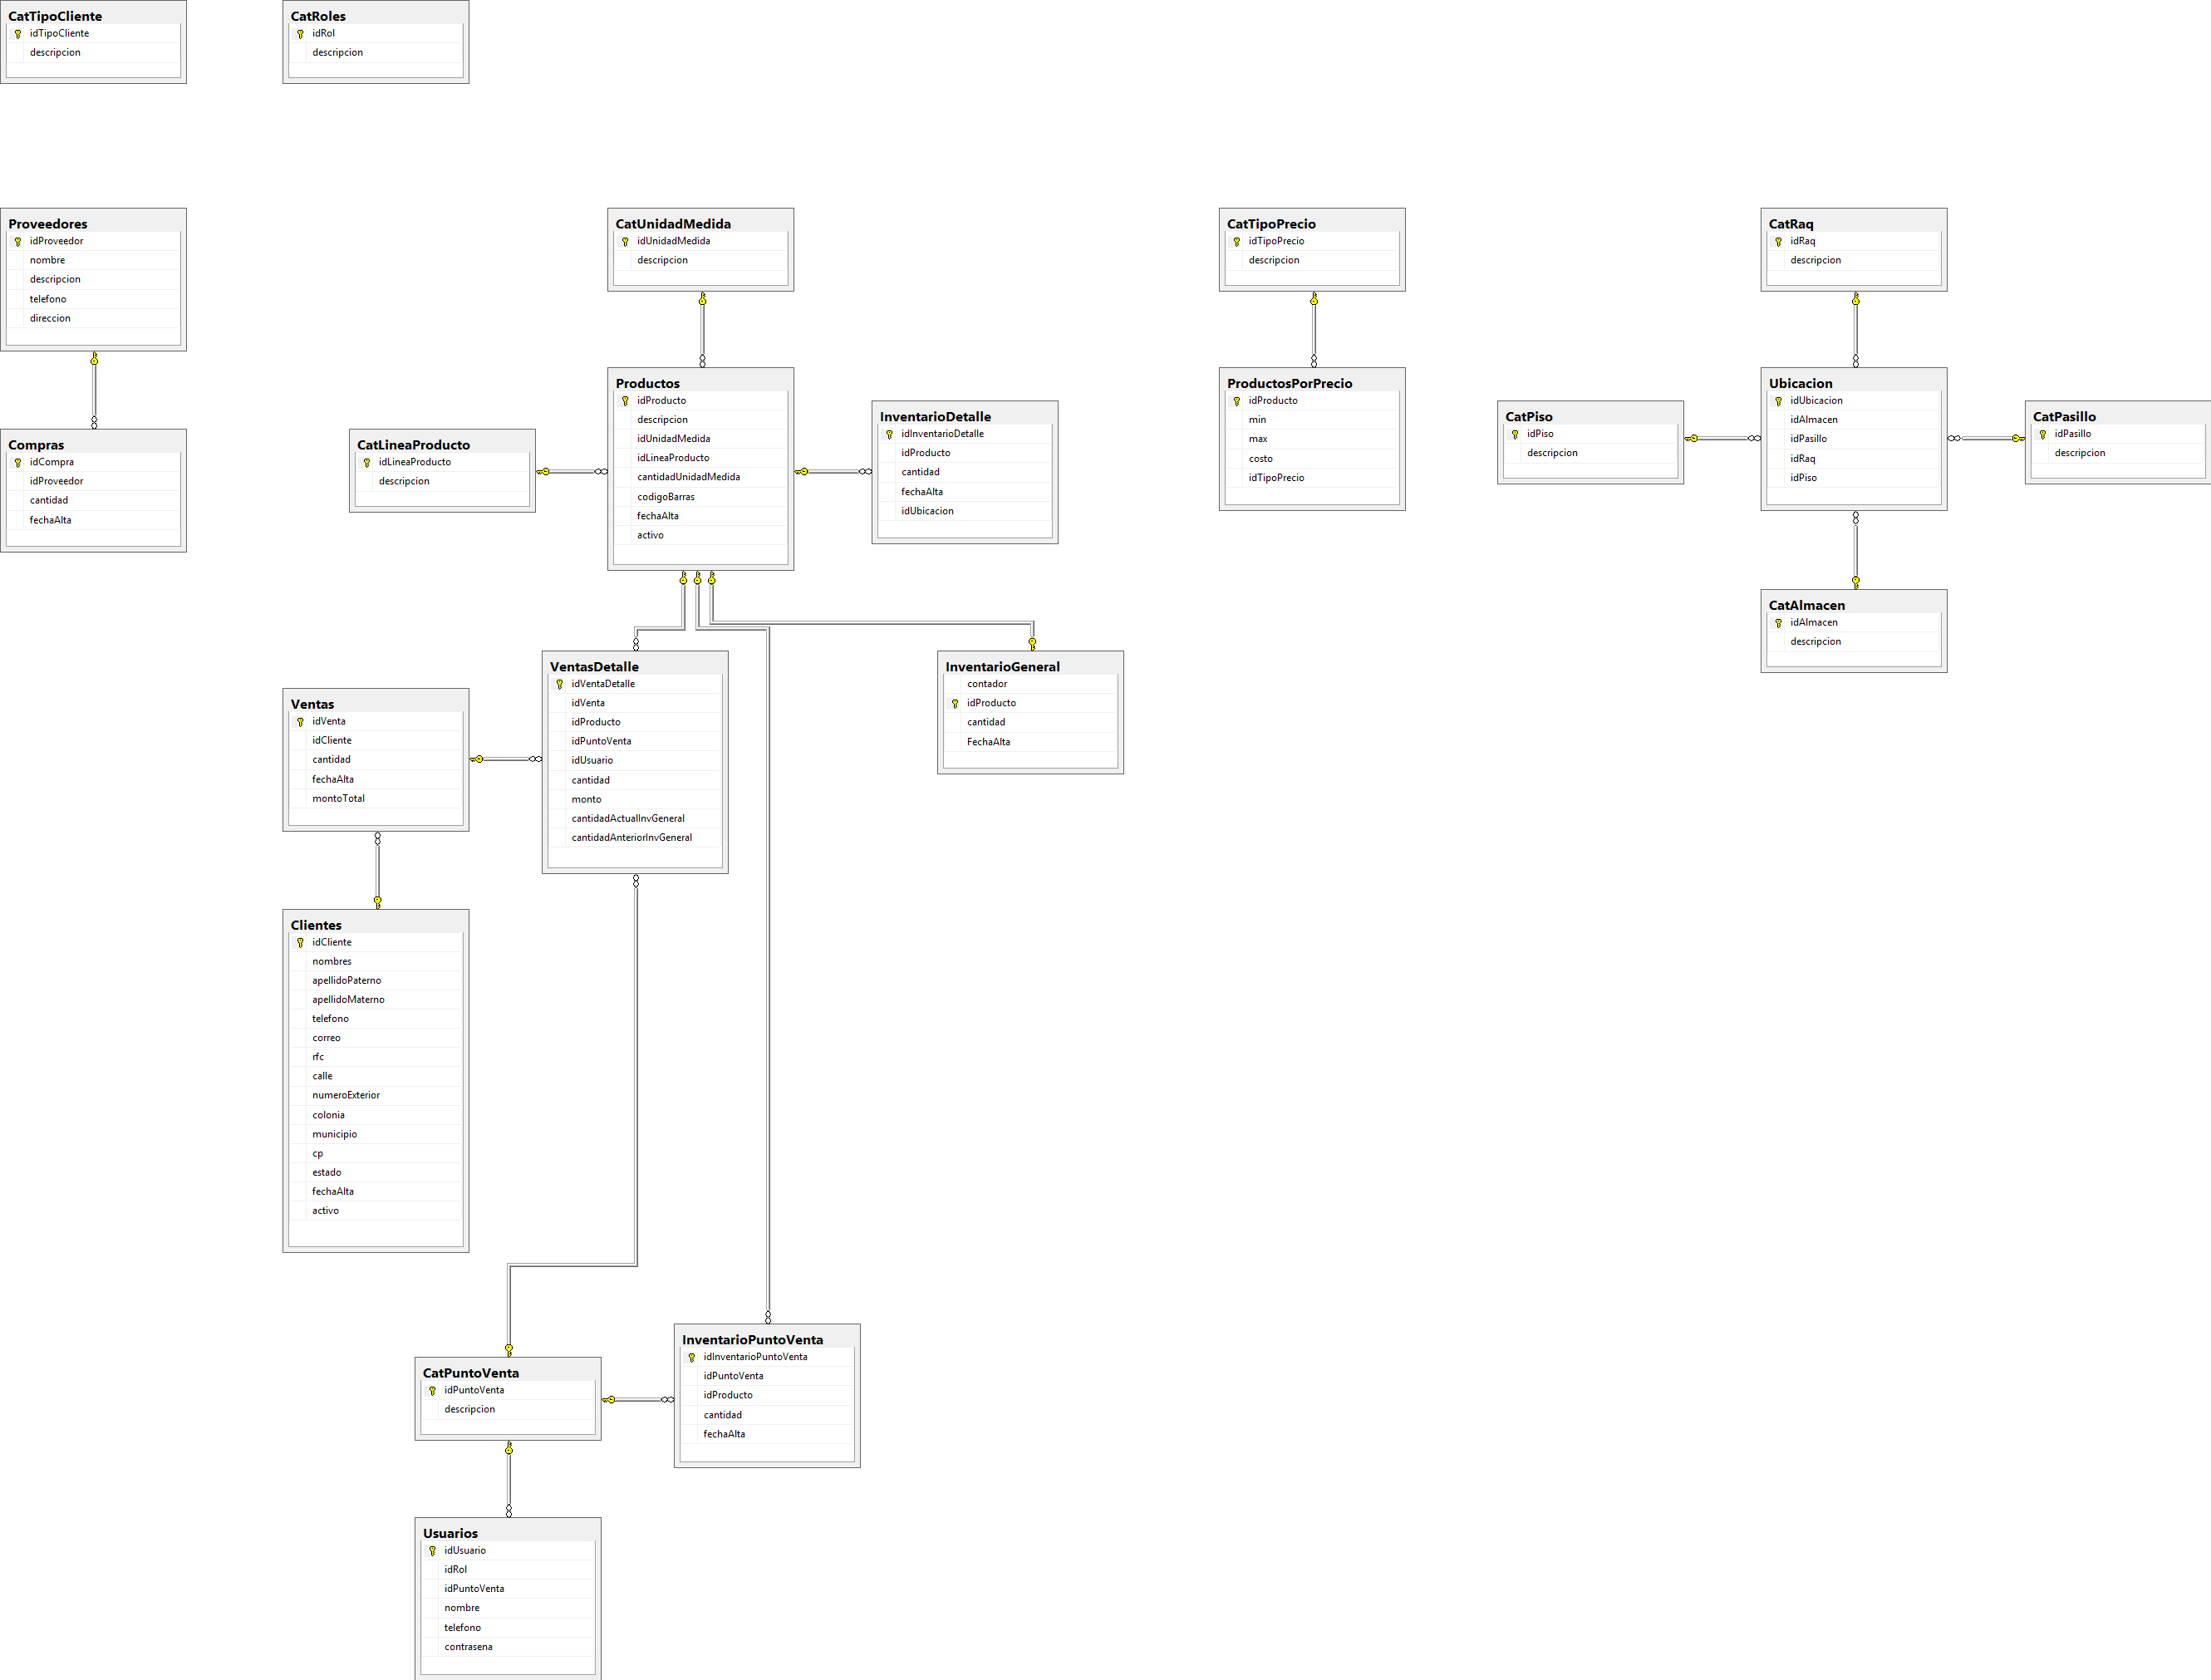 CatTipoCliente
idTipoCliente
descripcion
CatRoles
idRol
descripcion
Proveedores
idProveedor
nombre
descripcion
telefono
direccion
CatUnidadMedida
idUnidadMedida
descripcion
CatTipoPrecio
idTipoPrecio
descripcion
CatRaq
idRaq
descripcion
Compras
idCompra
idProveedor
cantidad
fechaAlta
CatLineaProducto
idLineaProducto
descripcion
Productos
idProducto
descripcion
idUnidadMedida
idLineaProducto
cantidadUnidadMedida
codigoBarras
fechaAlta
activo
InventarioDetalle
idInventarioDetalle
idProducto
cantidad
fechaAlta
idUbicacion
ProductosPorPrecio
idProducto
min
max
costo
idTipoPrecio
CatPiso
idPiso
descripcion
Ubicacion
idUbicacion
idAlmacen
idPasillo
idRaq
idPiso
CatPasillo
idPasillo
descripcion
CatAlmacen
idAlmacen
descripcion
Ventas
idVenta
idCliente
cantidad
fechaAlta
montoTotal
VentasDetalle
idVentaDetalle
idVenta
idProducto
idPuntoVenta
idUsuario
cantidad
monto
cantidadActualInvGeneral
cantidadAnteriorInvGeneral
InventarioGeneral
contador
idProducto
cantidad
FechaAlta
Clientes
idCliente
nombres
apellidoPaterno
apellidoMaterno
telefono
correo
rfc
calle
numeroExterior
colonia
municipio
cp
estado
fechaAlta
activo
CatPuntoVenta
idPuntoVenta
descripcion
InventarioPuntoVenta
idInventarioPuntoVenta
idPuntoVenta
idProducto
cantidad
fechaAlta
Usuarios
idUsuario
idRol
idPuntoVenta
nombre
telefono
contrasena